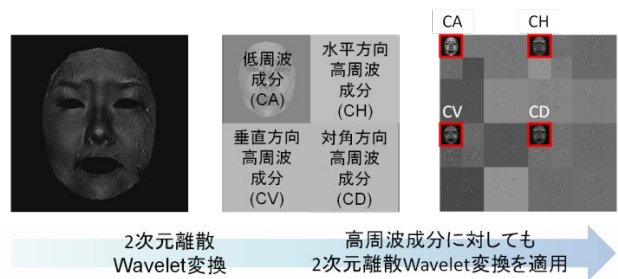 低周波
成分
(CA)
水平方向
高周波
成分
(CH)
垂直方向
高周波
成分
(CV)
対角方向
高周波
成分
(CD)
CA
CH
CV
CD
2次元離散
Wavelet変換
高周波成分に対しても
2次元離散Wavelet変換を適用